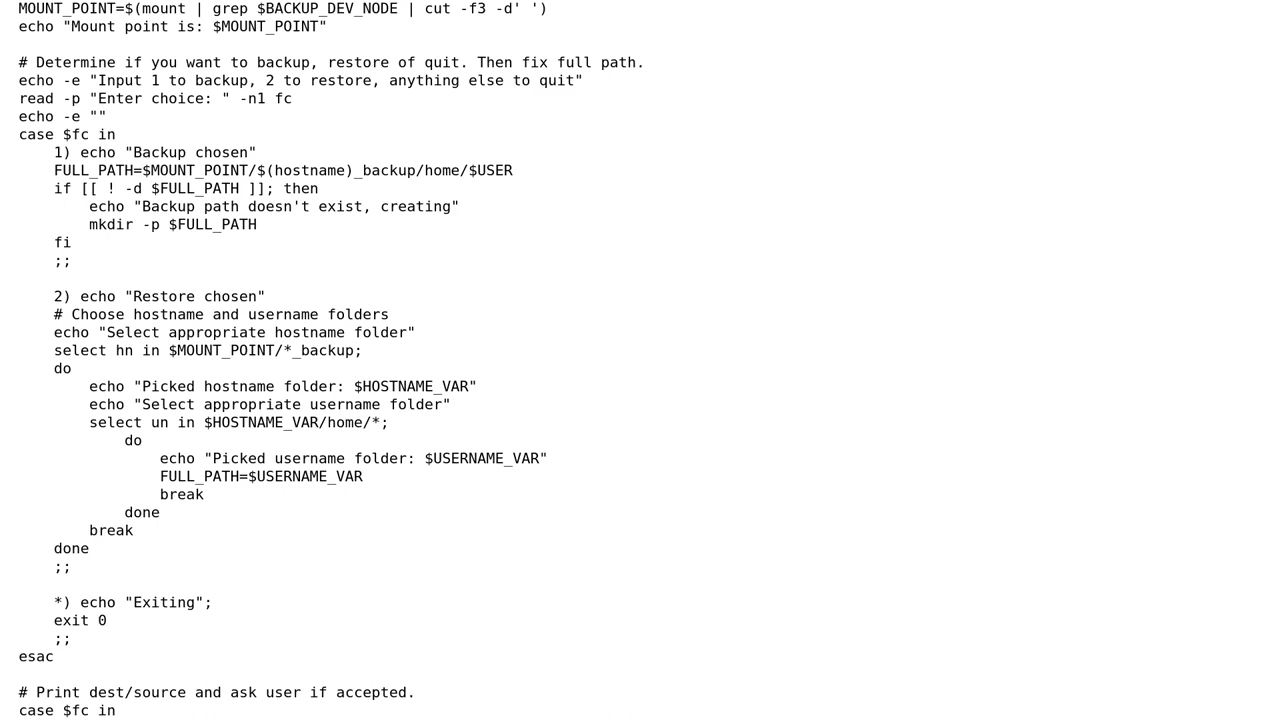 MOUNT_POINT=$(mount | grep $BACKUP_DEV_NODE | cut -f3 -d' ')
echo "Mount point is: $MOUNT_POINT"

# Determine if you want to backup, restore of quit. Then fix full path.
echo -e "Input 1 to backup, 2 to restore, anything else to quit"
read -p "Enter choice: " -n1 fc
echo -e ""
case $fc in
    1) echo "Backup chosen"
    FULL_PATH=$MOUNT_POINT/$(hostname)_backup/home/$USER
    if [[ ! -d $FULL_PATH ]]; then
        echo "Backup path doesn't exist, creating"
        mkdir -p $FULL_PATH
    fi
    ;;

    2) echo "Restore chosen"
    # Choose hostname and username folders
    echo "Select appropriate hostname folder"
    select hn in $MOUNT_POINT/*_backup;
    do
        echo "Picked hostname folder: $HOSTNAME_VAR"
        echo "Select appropriate username folder"
        select un in $HOSTNAME_VAR/home/*;
            do
                echo "Picked username folder: $USERNAME_VAR"
                FULL_PATH=$USERNAME_VAR
                break
            done
        break
    done
    ;;

    *) echo "Exiting";
    exit 0
    ;;
esac

# Print dest/source and ask user if accepted.
case $fc in